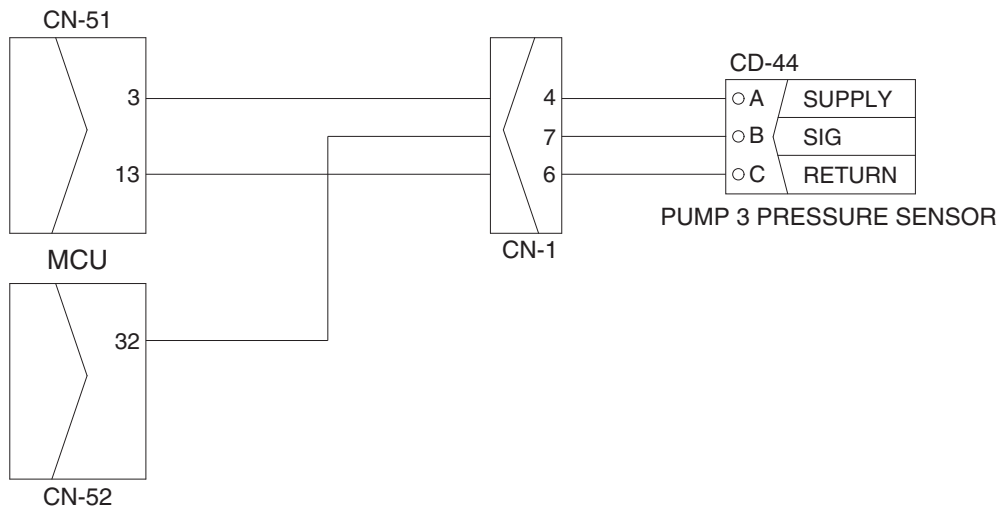 CN-51
CD-44
3
4
A SUPPLY
7
B SIG
13
6
C RETURN
PUMP 3 PRESSURE SENSOR
CN-1
MCU
32
CN-52